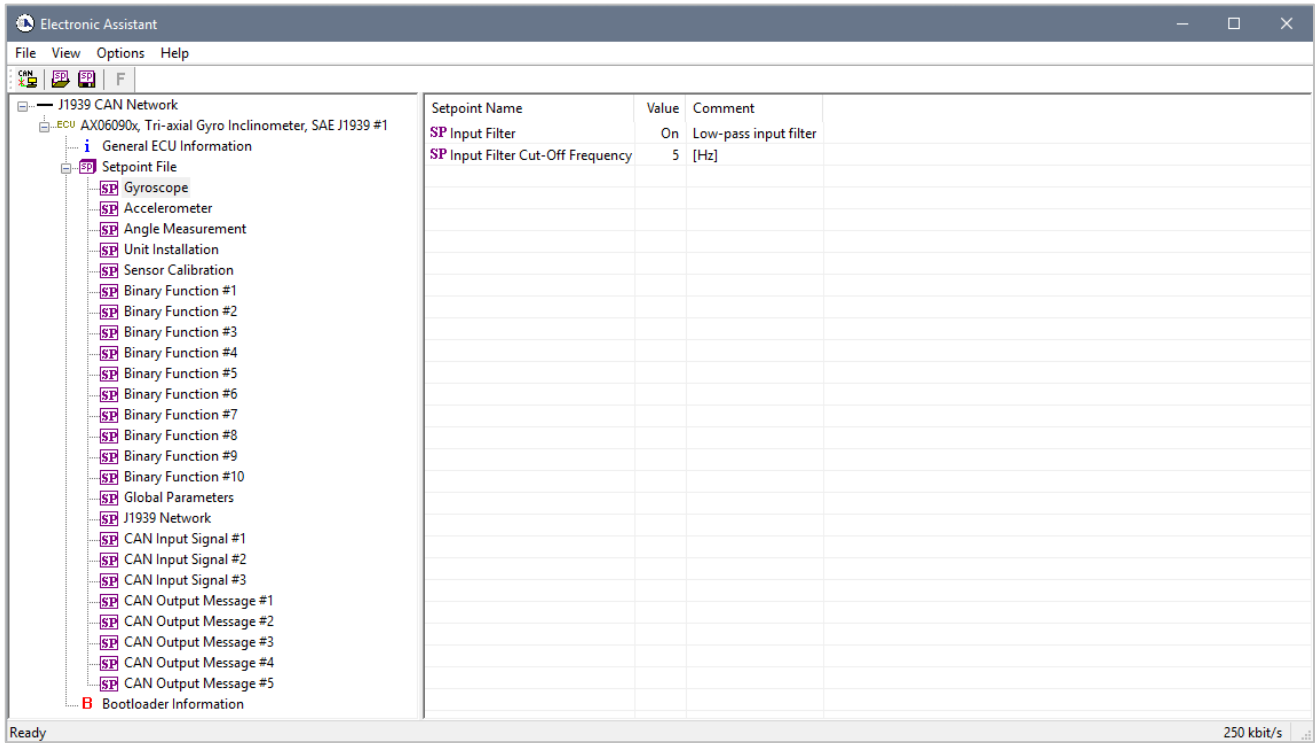 Electronic Assistant
File View Options Help
CAN SP SP F
J1939 CAN Network
ECU AX06090x, Tri-axial Gyro Inclinometer, SAE J1939 #1
i General ECU Information
SP Setpoint File
SP Gyroscope
SP Accelerometer
SP Angle Measurement
SP Unit Installation
SP Sensor Calibration
SP Binary Function #1
SP Binary Function #2
SP Binary Function #3
SP Binary Function #4
SP Binary Function #5
SP Binary Function #6
SP Binary Function #7
SP Binary Function #8
SP Binary Function #9
SP Binary Function #10
SP Global Parameters
SP J1939 Network
SP CAN Input Signal #1
SP CAN Input Signal #2
SP CAN Input Signal #3
SP CAN Output Message #1
SP CAN Output Message #2
SP CAN Output Message #3
SP CAN Output Message #4
SP CAN Output Message #5
B Bootloader Information
Setpoint Name Value Comment
SP Input Filter On Low-pass input filter
SP Input Filter Cut-Off Frequency 5 [Hz]
Ready 250 kbit/s